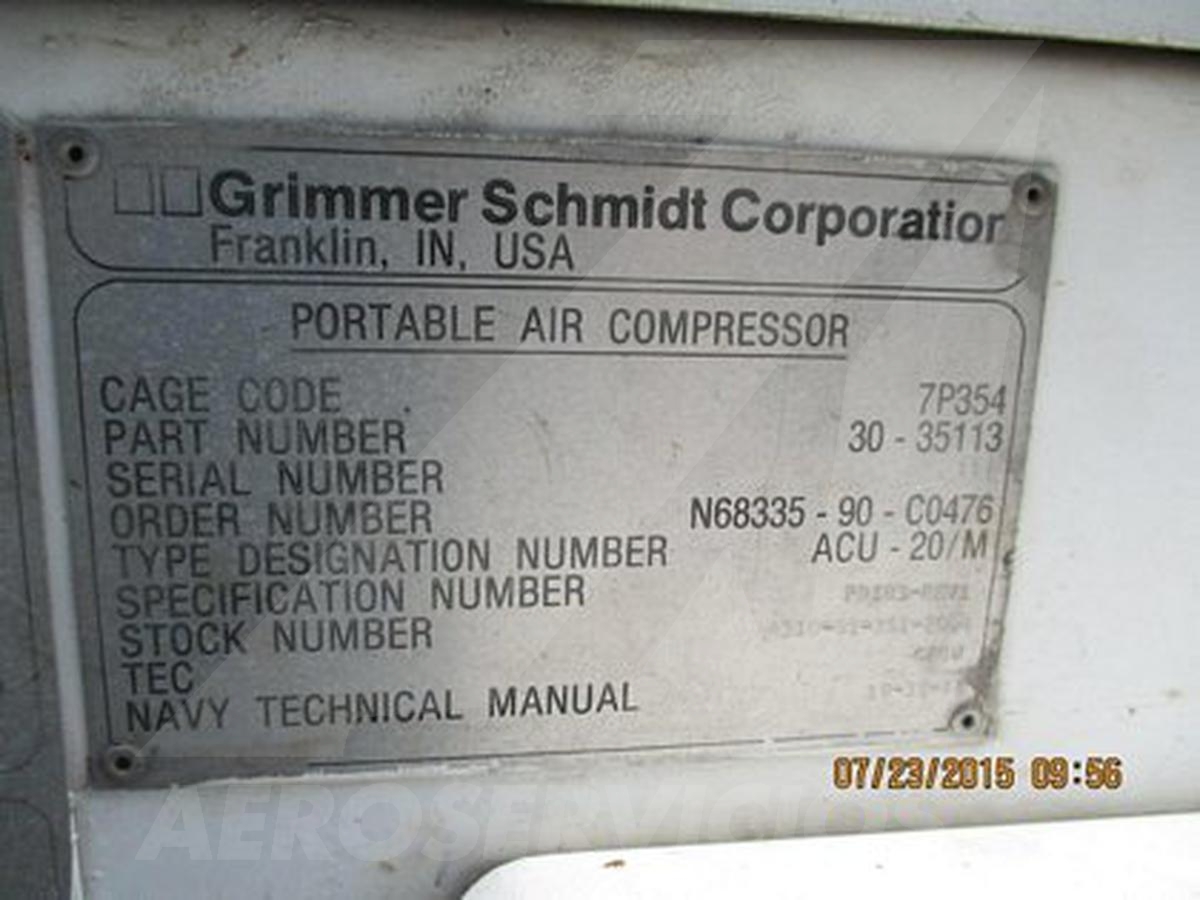 Grimmer Schmidt Corporation
Franklin, IN, USA
PORTABLE AIR COMPRESSOR
CAGE CODE 7P354
PART NUMBER 30 - 35113
SERIAL NUMBER
ORDER NUMBER N68335 - 90 - C0476
TYPE DESIGNATION NUMBER ACU - 20/M
SPECIFICATION NUMBER
STOCK NUMBER
TEC
NAVY TECHNICAL MANUAL
07/23/2015 09:56
AEROSERVICIOS